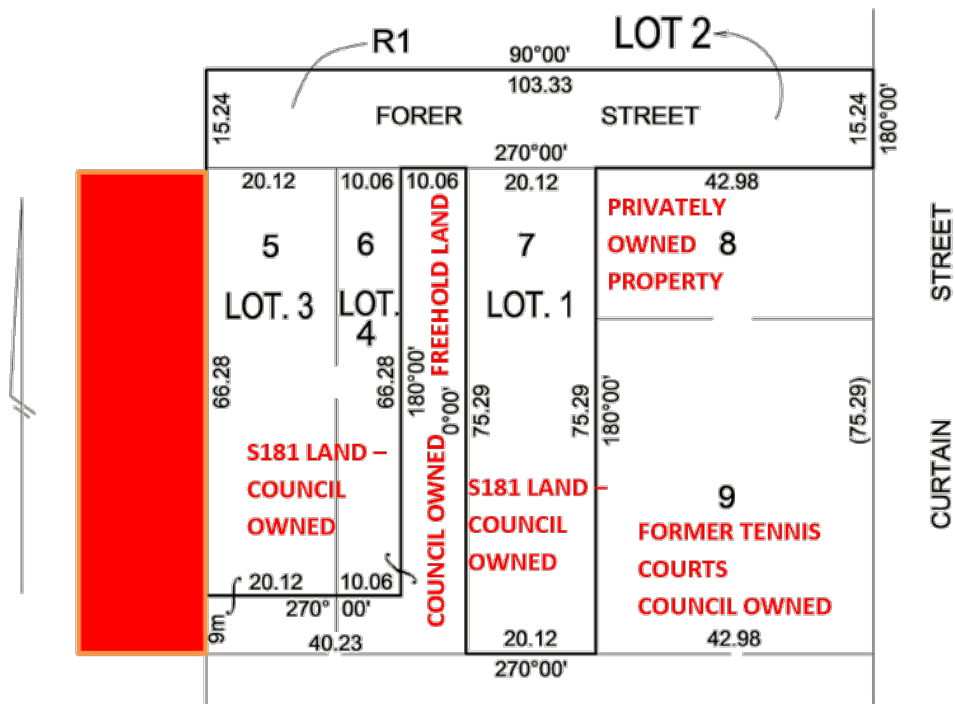 R1
LOT 2
90°00'
103.33
15.24
FORER STREET
15.24
180°00'
270°00'
20.12
10.06
10.06
20.12
42.98
5
6
7
8
PRIVATELY
OWNED
PROPERTY
LOT. 3
LOT.
4
LOT. 1
FREEHOLD LAND
COUNCIL OWNED
66.28
66.28
180°00'
0°00'
75.29
75.29
180°00'
(75.29)
STREET
CURTAIN
S181 LAND –
COUNCIL
OWNED
S181 LAND –
COUNCIL
OWNED
9
FORMER TENNIS
COURTS
COUNCIL OWNED
20.12
10.06
270° 00'
9m
40.23
20.12
42.98
270°00'